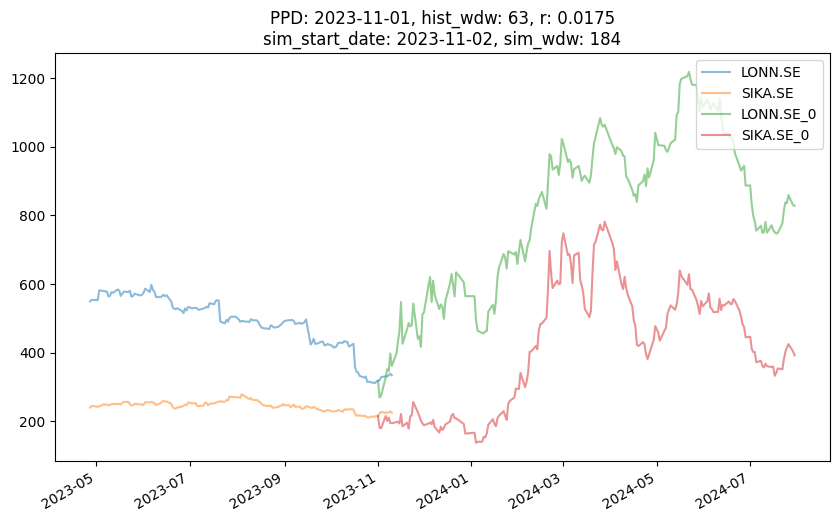 PPD: 2023-11-01, hist_wdw: 63, r: 0.0175
sim_start_date: 2023-11-02, sim_wdw: 184
LONN.SE
SIKA.SE
LONN.SE_0
SIKA.SE_0
1200
1000
800
600
400
200
2023-05
2023-07
2023-09
2023-11
2024-01
2024-03
2024-05
2024-07